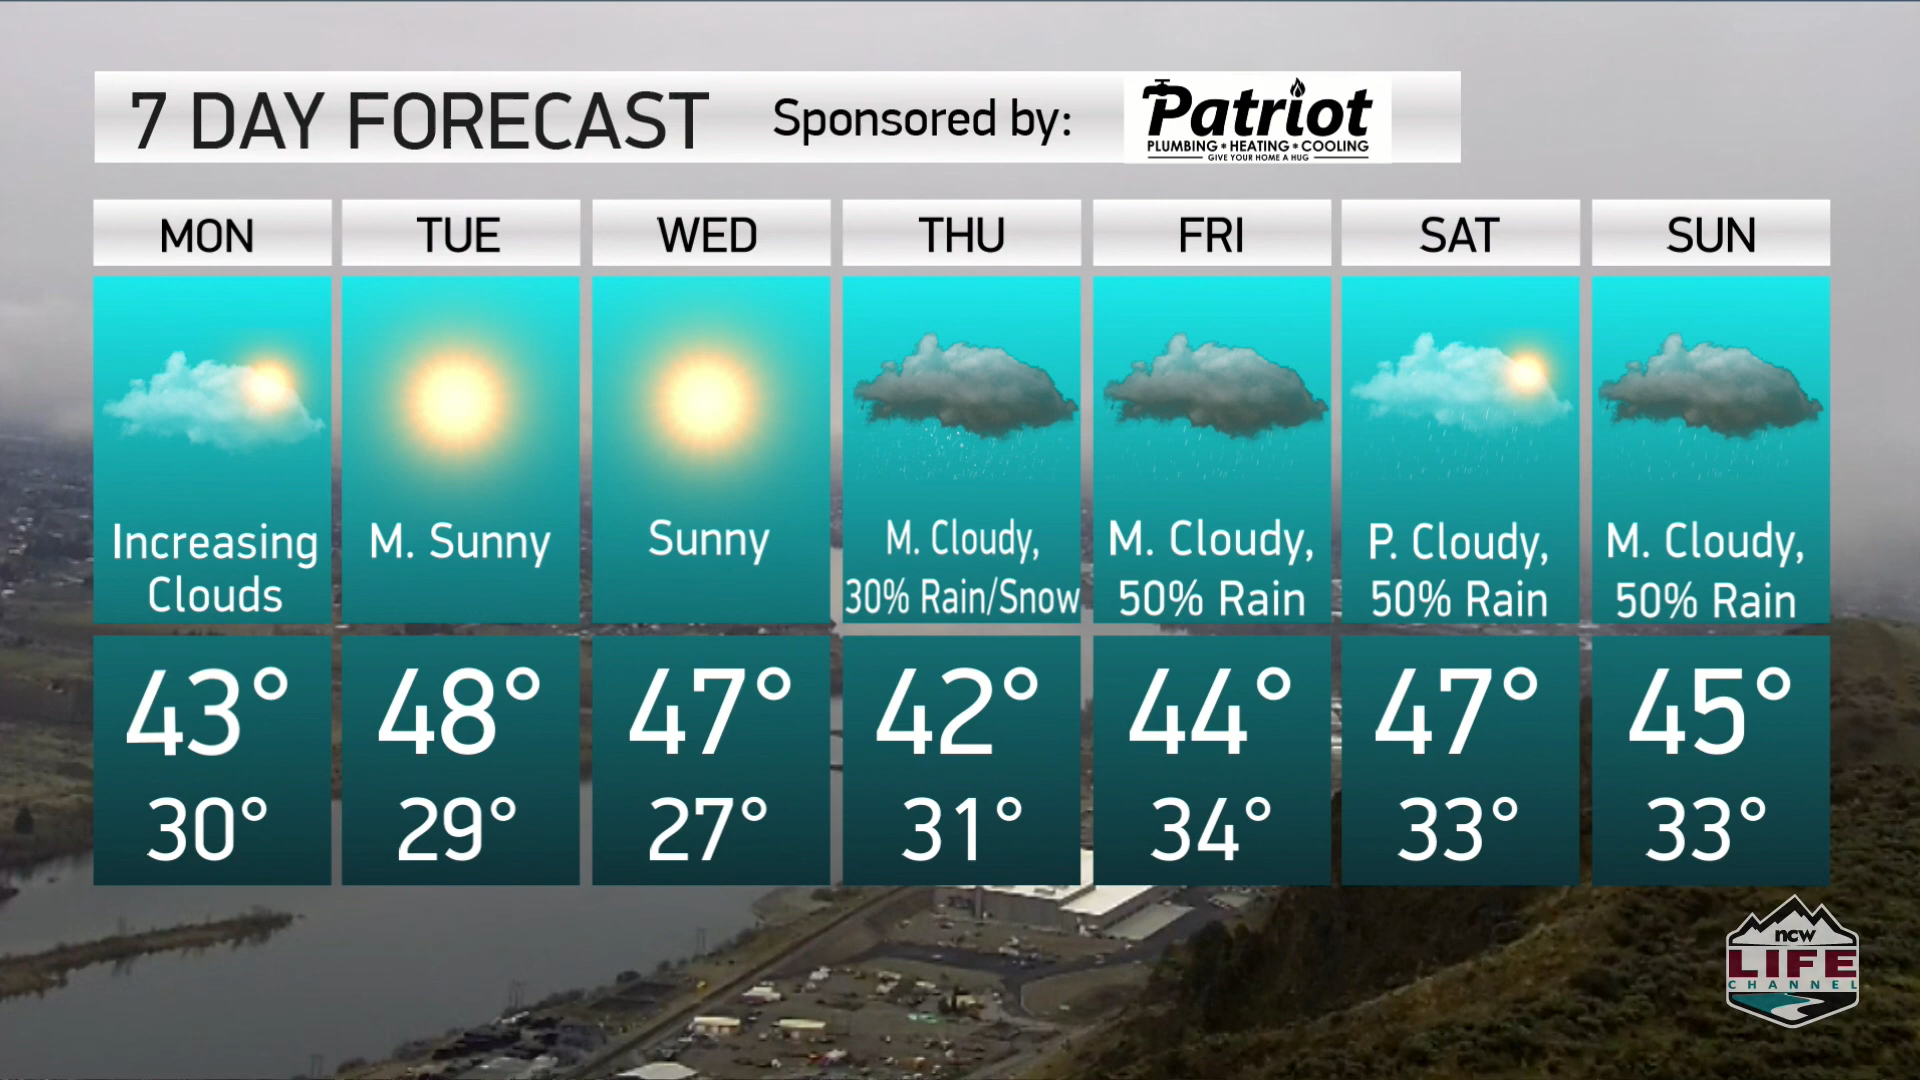 7 DAY FORECAST Sponsored by: Patriot
PLUMBING * HEATING * COOLING
GIVE YOUR HOME A HUG
MON TUE WED THU FRI SAT SUN
Increasing
Clouds
M. Sunny
Sunny
M. Cloudy,
30% Rain/Snow
M. Cloudy,
50% Rain
P. Cloudy,
50% Rain
M. Cloudy,
50% Rain
43° 48° 47° 42° 44° 47° 45°
30° 29° 27° 31° 34° 33° 33°
ncw
LIFE
CHANNEL